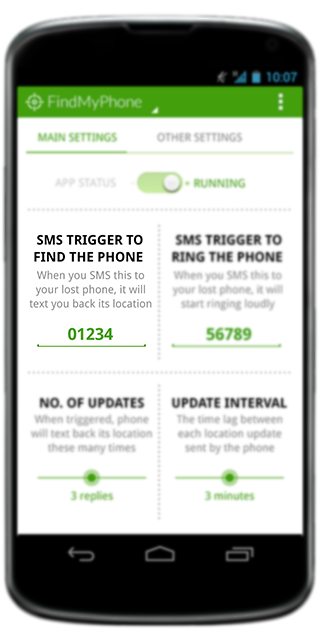 10:07
FindMyPhone
MAIN SETTINGS
OTHER SETTINGS
APP STATUS
RUNNING
SMS TRIGGER TO
FIND THE PHONE
When you SMS this to
your lost phone, it will
text you back its location
01234
SMS TRIGGER TO
RING THE PHONE
When you SMS this to
your lost phone, it will
start ringing loudly
56789
NO. OF UPDATES
When triggered, phone
will text back its location
these many times
3 replies
UPDATE INTERVAL
The time lag between
each location update
sent by the phone
3 minutes